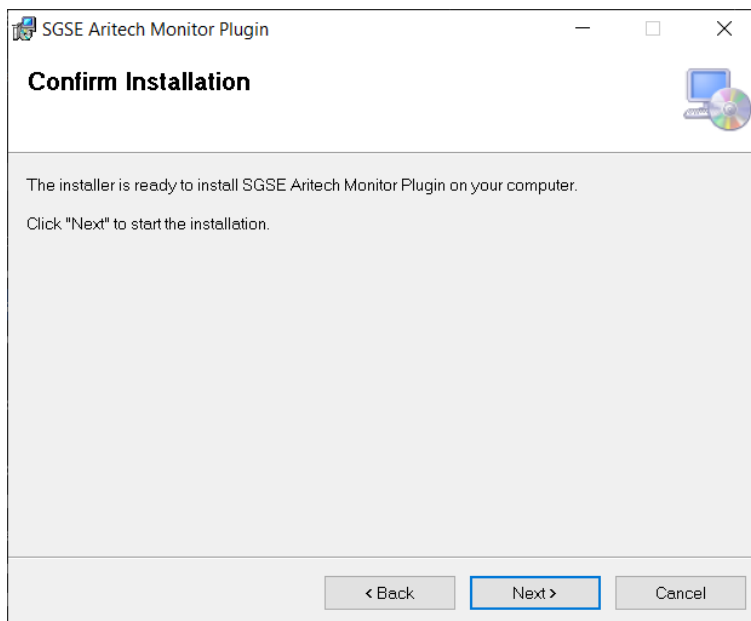 SGSE Aritech Monitor Plugin
Confirm Installation
The installer is ready to install SGSE Aritech Monitor Plugin on your computer.
Click "Next" to start the installation.
< Back
Next >
Cancel